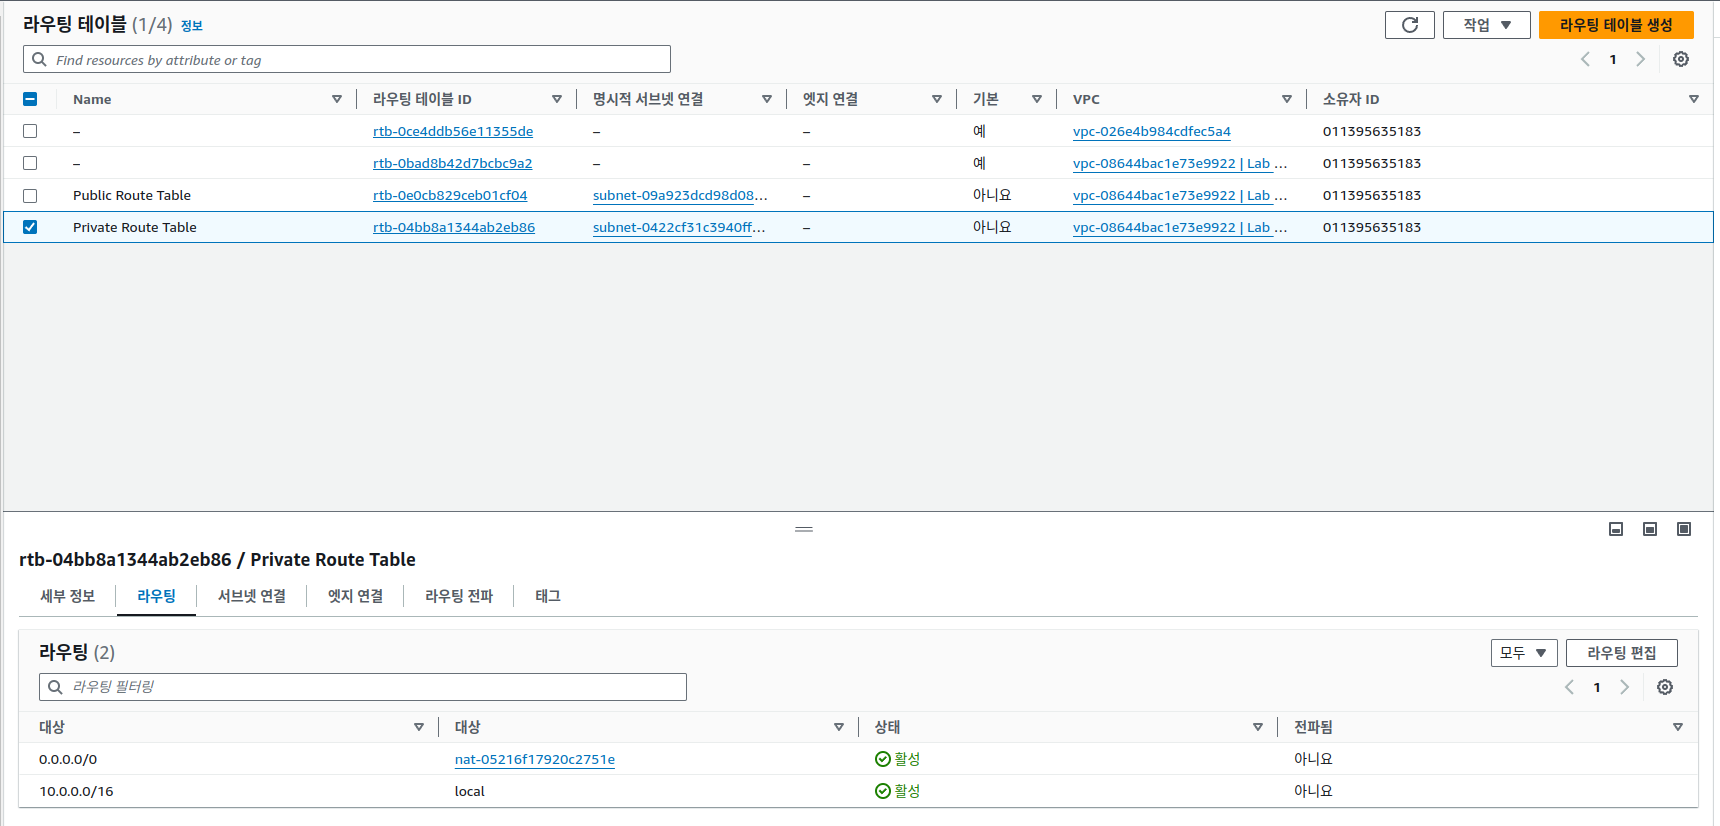 라우팅 테이블 (1/4) 정보
작업
라우팅 테이블 생성
Find resources by attribute or tag
1
Name 라우팅 테이블 ID 명시적 서브넷 연결 엣지 연결 기본 VPC 소유자 ID
– rtb-0ce4ddb56e11355de – – 예 vpc-026e4b984cdfec5a4 011395635183
– rtb-0bad8b42d7bcbc9a2 – – 예 vpc-08644bac1e73e9922 | Lab ... 011395635183
Public Route Table rtb-0e0cb829ceb01cf04 subnet-09a923dcd98d08... – 아니요 vpc-08644bac1e73e9922 | Lab ... 011395635183
Private Route Table rtb-04bb8a1344ab2eb86 subnet-0422cf31c3940ff... – 아니요 vpc-08644bac1e73e9922 | Lab ... 011395635183
rtb-04bb8a1344ab2eb86 / Private Route Table
세부 정보 라우팅 서브넷 연결 엣지 연결 라우팅 전파 태그
라우팅 (2)
모두
라우팅 편집
라우팅 필터링
1
대상 대상 상태 전파됨
0.0.0.0/0 nat-05216f17920c2751e 활성 아니요
10.0.0.0/16 local 활성 아니요